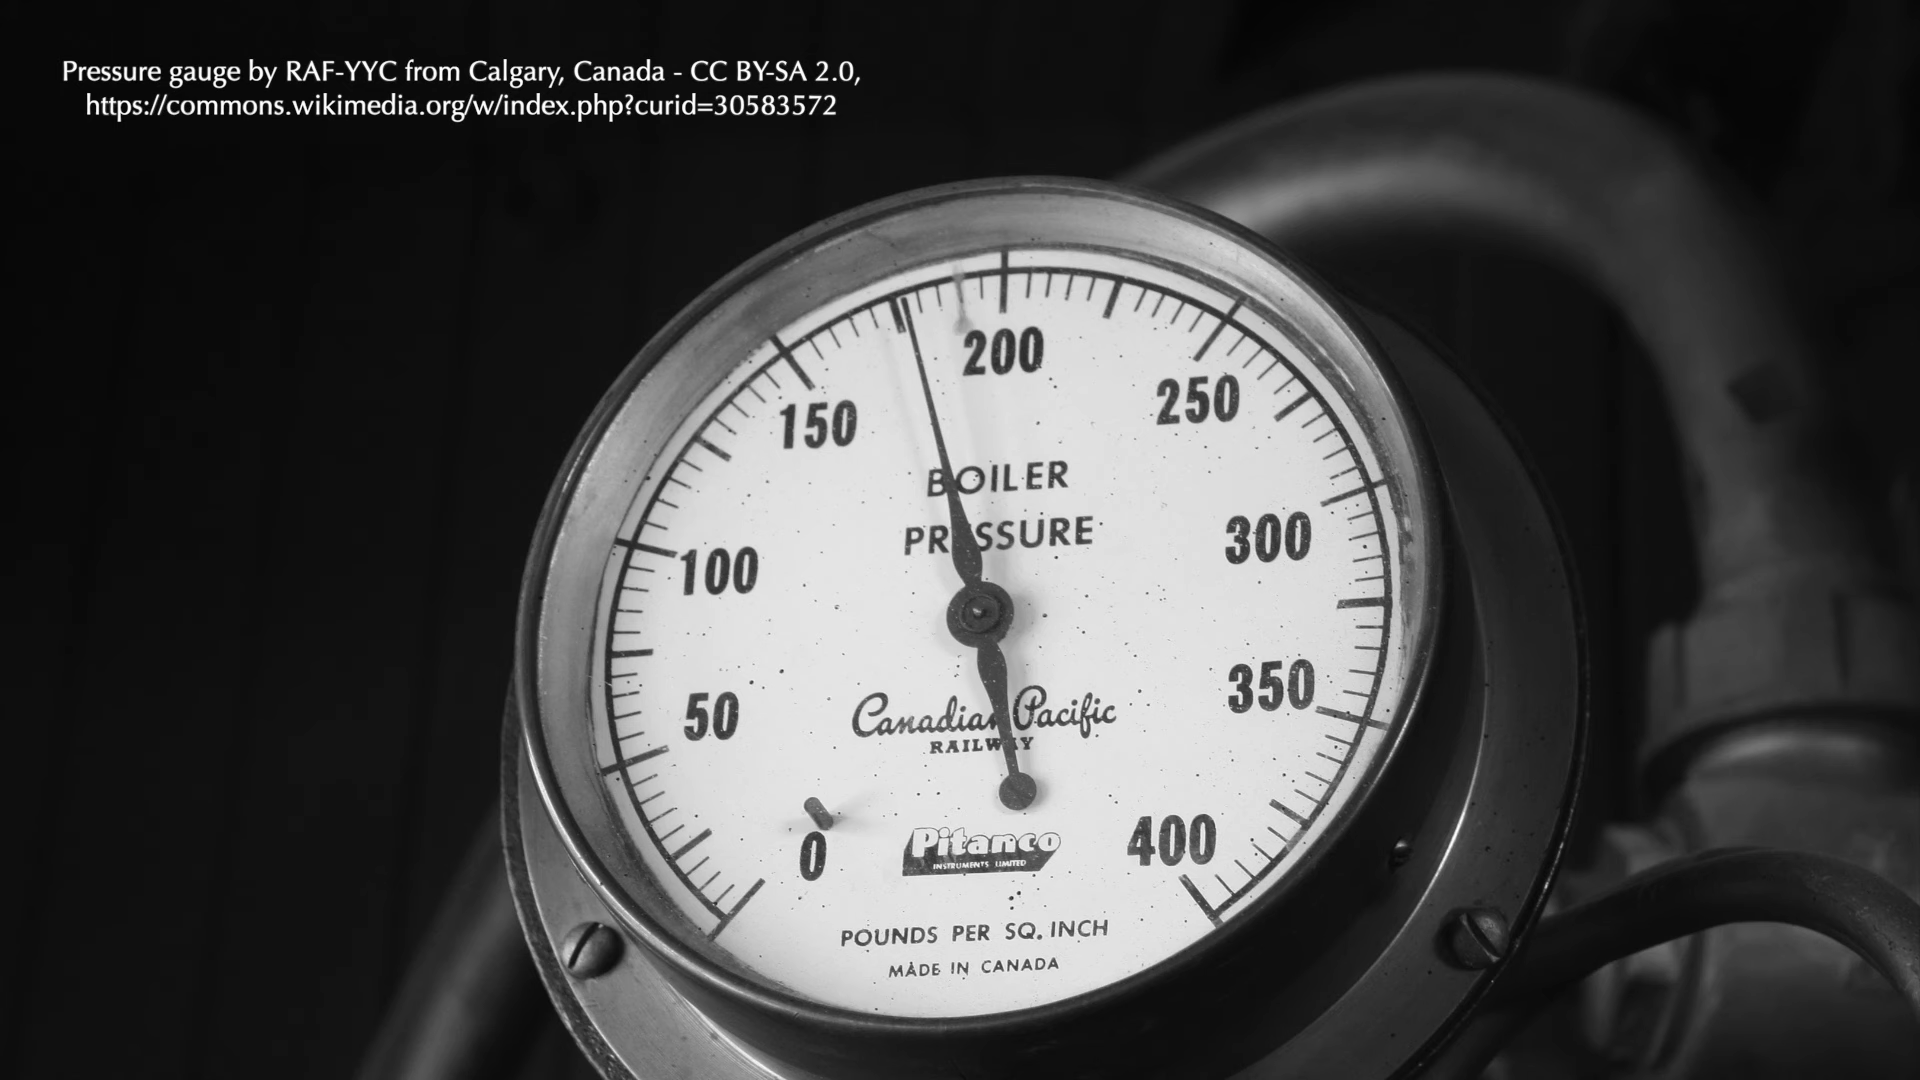 Pressure gauge by RAF-YYC from Calgary, Canada - CC BY-SA 2.0,
https://commons.wikimedia.org/w/index.php?curid=30583572
200
150
250
BOILER
PRESSURE
100
300
50
350
Canadian Pacific
RAILWAY
0
Pitanco
INSTRUMENTS LIMITED
400
POUNDS PER SQ. INCH
MADE IN CANADA